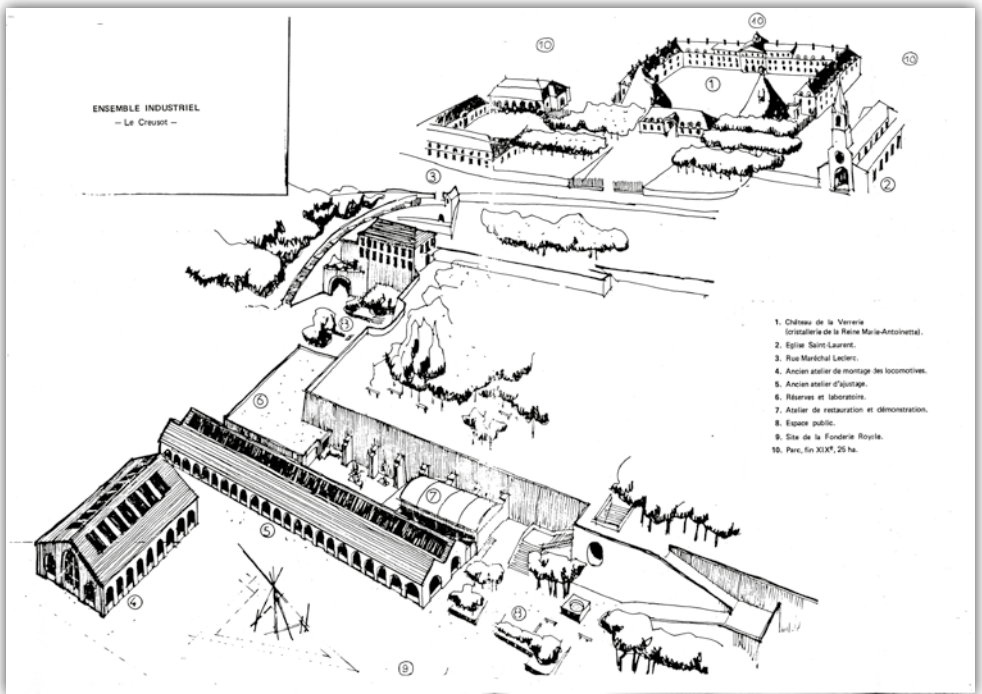 ENSEMBLE INDUSTRIEL
— Le Creusot —
10
10
10
1
2
3
8
1. Château de la Verrerie
(cristallerie de la Reine Marie-Antoinette).
2. Eglise Saint-Laurent.
3. Rue Maréchal Leclerc.
4. Ancien atelier de montage des locomotives.
5. Ancien atelier d'ajustage.
6. Réserves et laboratoire.
7. Atelier de restauration et démonstration.
8. Espace public.
9. Site de la Fonderie Royale.
10. Parc, fin XIXe, 25 ha.
6
7
5
4
8
9